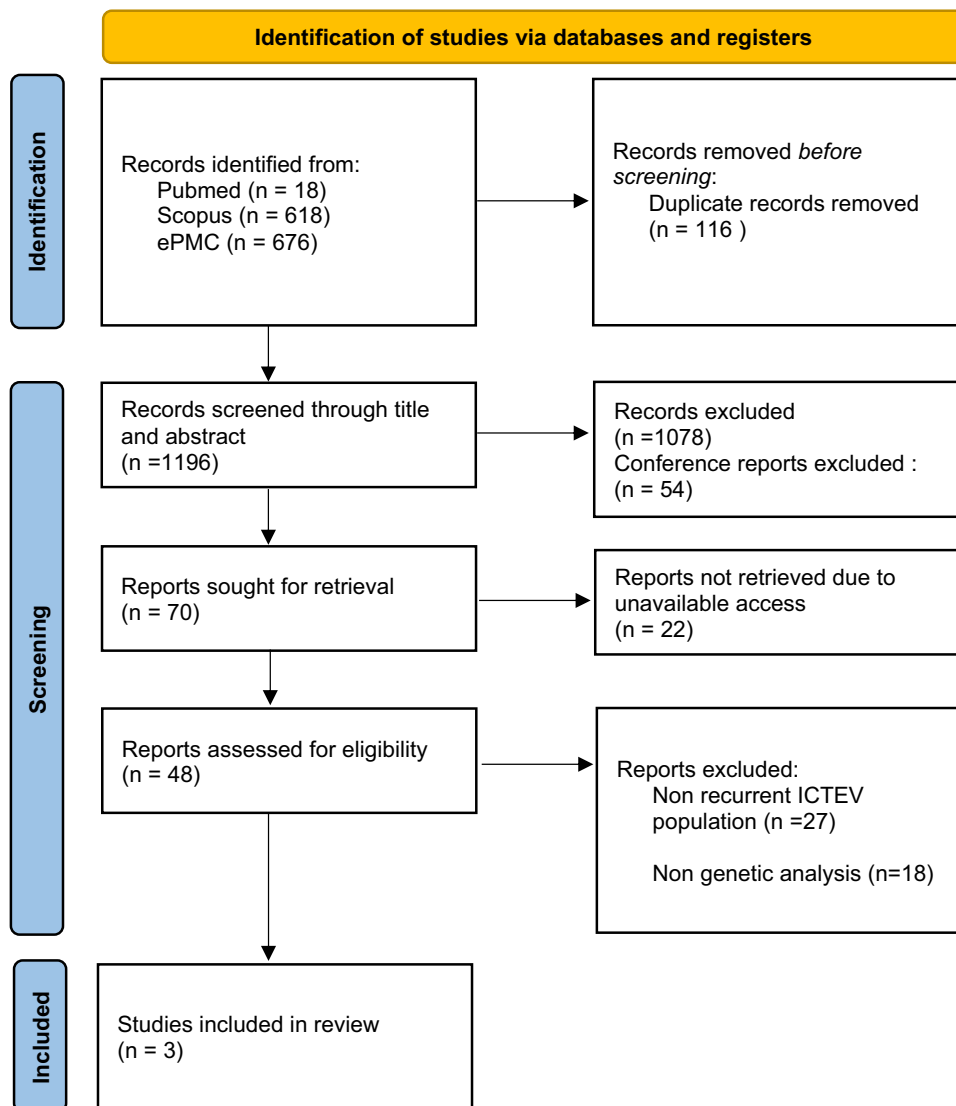 Identification of studies via databases and registers
Identification
Records identified from:
Pubmed (n = 18)
Scopus (n = 618)
ePMC (n = 676)
Records removed before
screening:
Duplicate records removed
(n = 116 )
Screening
Records screened through title
and abstract
(n =1196)
Records excluded
(n =1078)
Conference reports excluded :
(n = 54)
Reports sought for retrieval
(n = 70)
Reports not retrieved due to
unavailable access
(n = 22)
Reports assessed for eligibility
(n = 48)
Reports excluded:
Non recurrent ICTEV
population (n =27)
Non genetic analysis (n=18)
Included
Studies included in review
(n = 3)